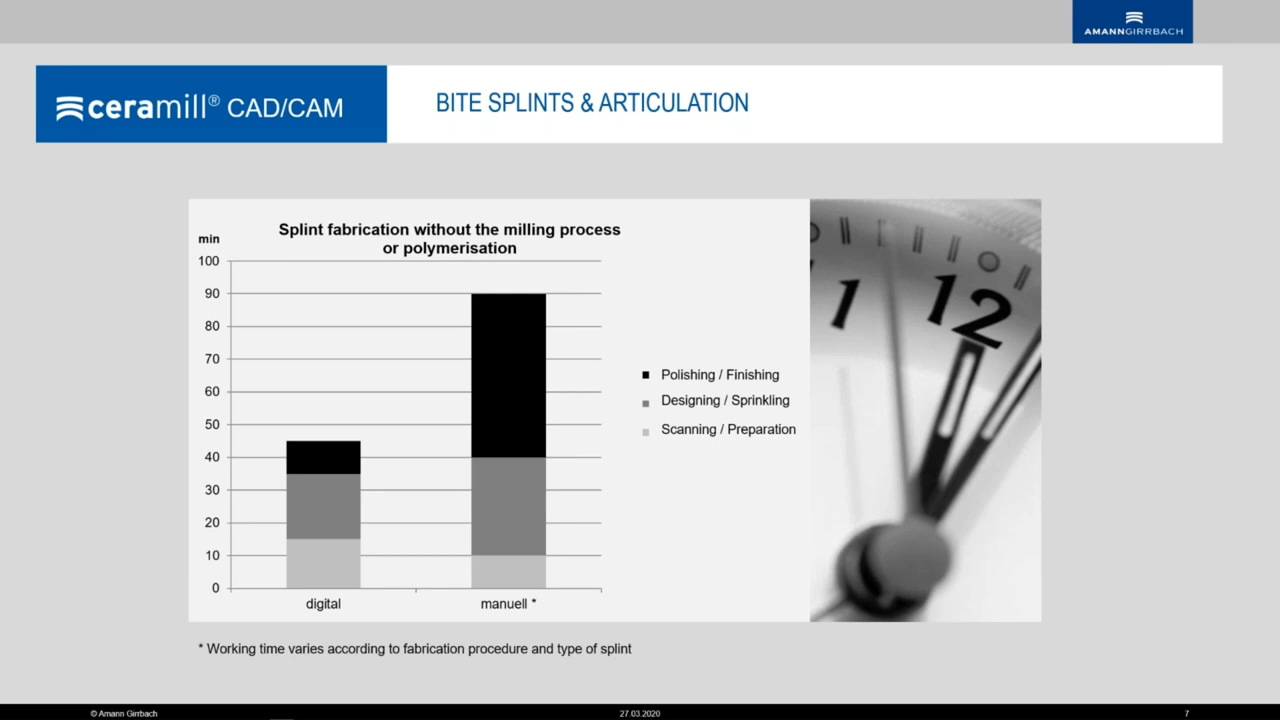 AMANNGIRRBACH
ceramill® CAD/CAM
BITE SPLINTS & ARTICULATION
Splint fabrication without the milling process
or polymerisation
min
100
90
80
70
60
50
40
30
20
10
0
digital
manuell *
Polishing / Finishing
Designing / Sprinkling
Scanning / Preparation
1
12
* Working time varies according to fabrication procedure and type of splint
© Amann Girrbach
27.03.2020
7